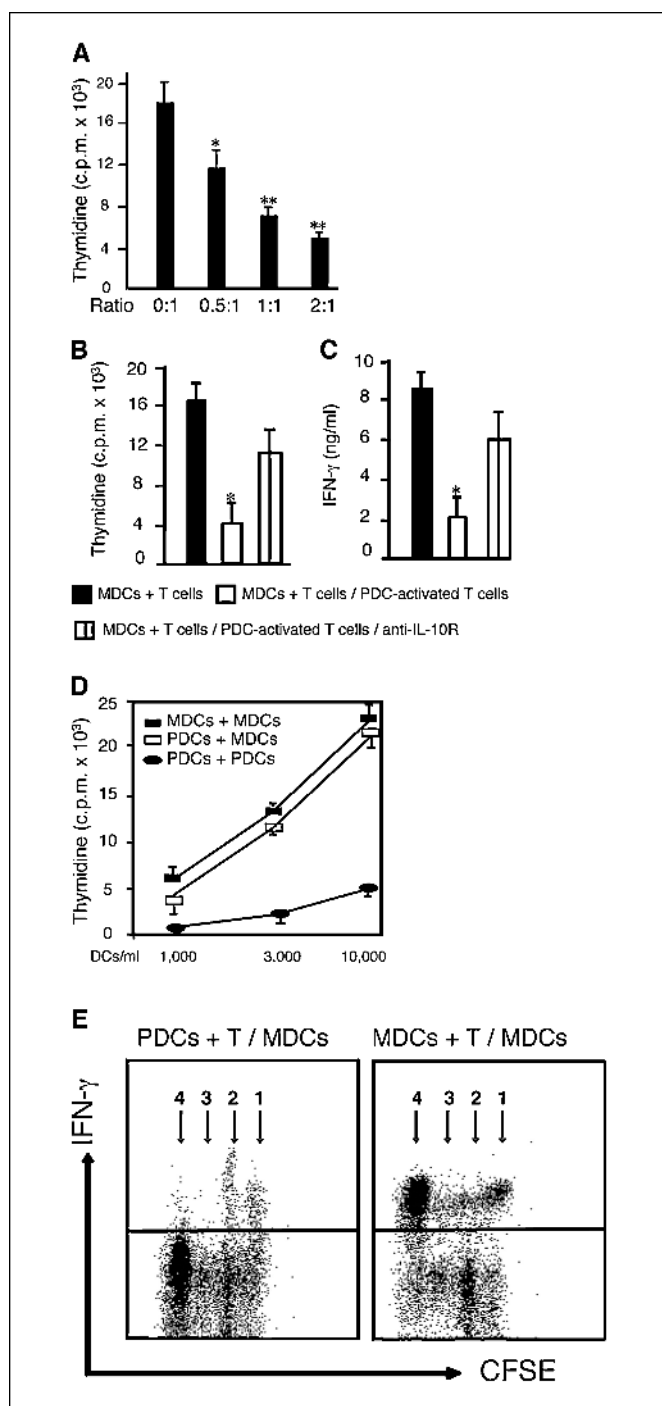 A
Thymidine (c.p.m. x 10³)
20
16
12
8
4
0
*
**
**
Ratio 0:1 0.5:1 1:1 2:1
B
Thymidine (c.p.m. x 10³)
20
16
12
8
4
0
*
C
IFN-γ (ng/ml)
10
8
6
4
2
0
*
MDCs + T cells
MDCs + T cells / PDC-activated T cells
MDCs + T cells / PDC-activated T cells / anti-IL-10R
D
Thymidine (c.p.m. x 10³)
25
20
15
10
5
0
MDCs + MDCs
PDCs + MDCs
PDCs + PDCs
DCs/ml 1,000 3.000 10,000
E
PDCs + T / MDCs
MDCs + T / MDCs
IFN-γ
4 3 2 1
4 3 2 1
CFSE